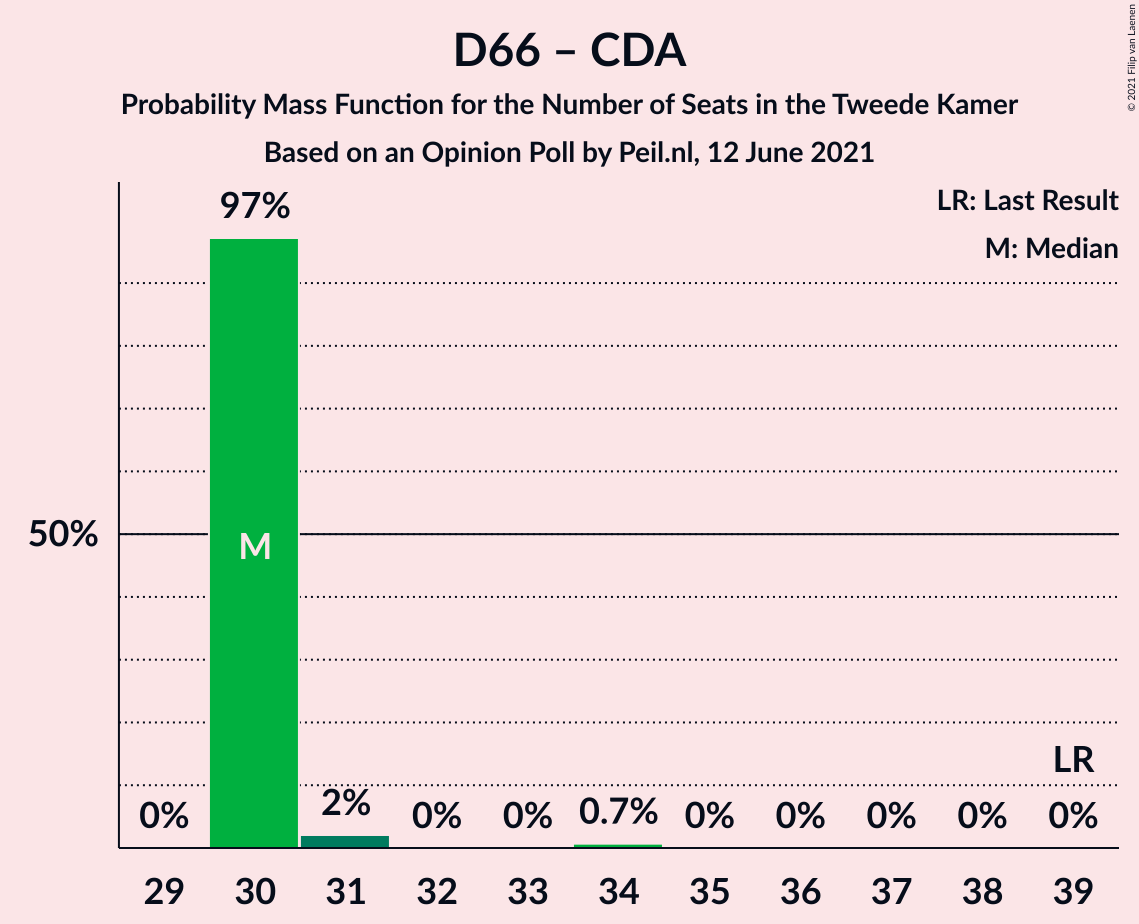 D66 – CDA
Probability Mass Function for the Number of Seats in the Tweede Kamer
Based on an Opinion Poll by Peil.nl, 12 June 2021
© 2021 Filip van Laenen
LR: Last Result
M: Median
97%
50%
M
LR
0%
2%
0%
0%
0.7%
0%
0%
0%
0%
0%
29
30
31
32
33
34
35
36
37
38
39